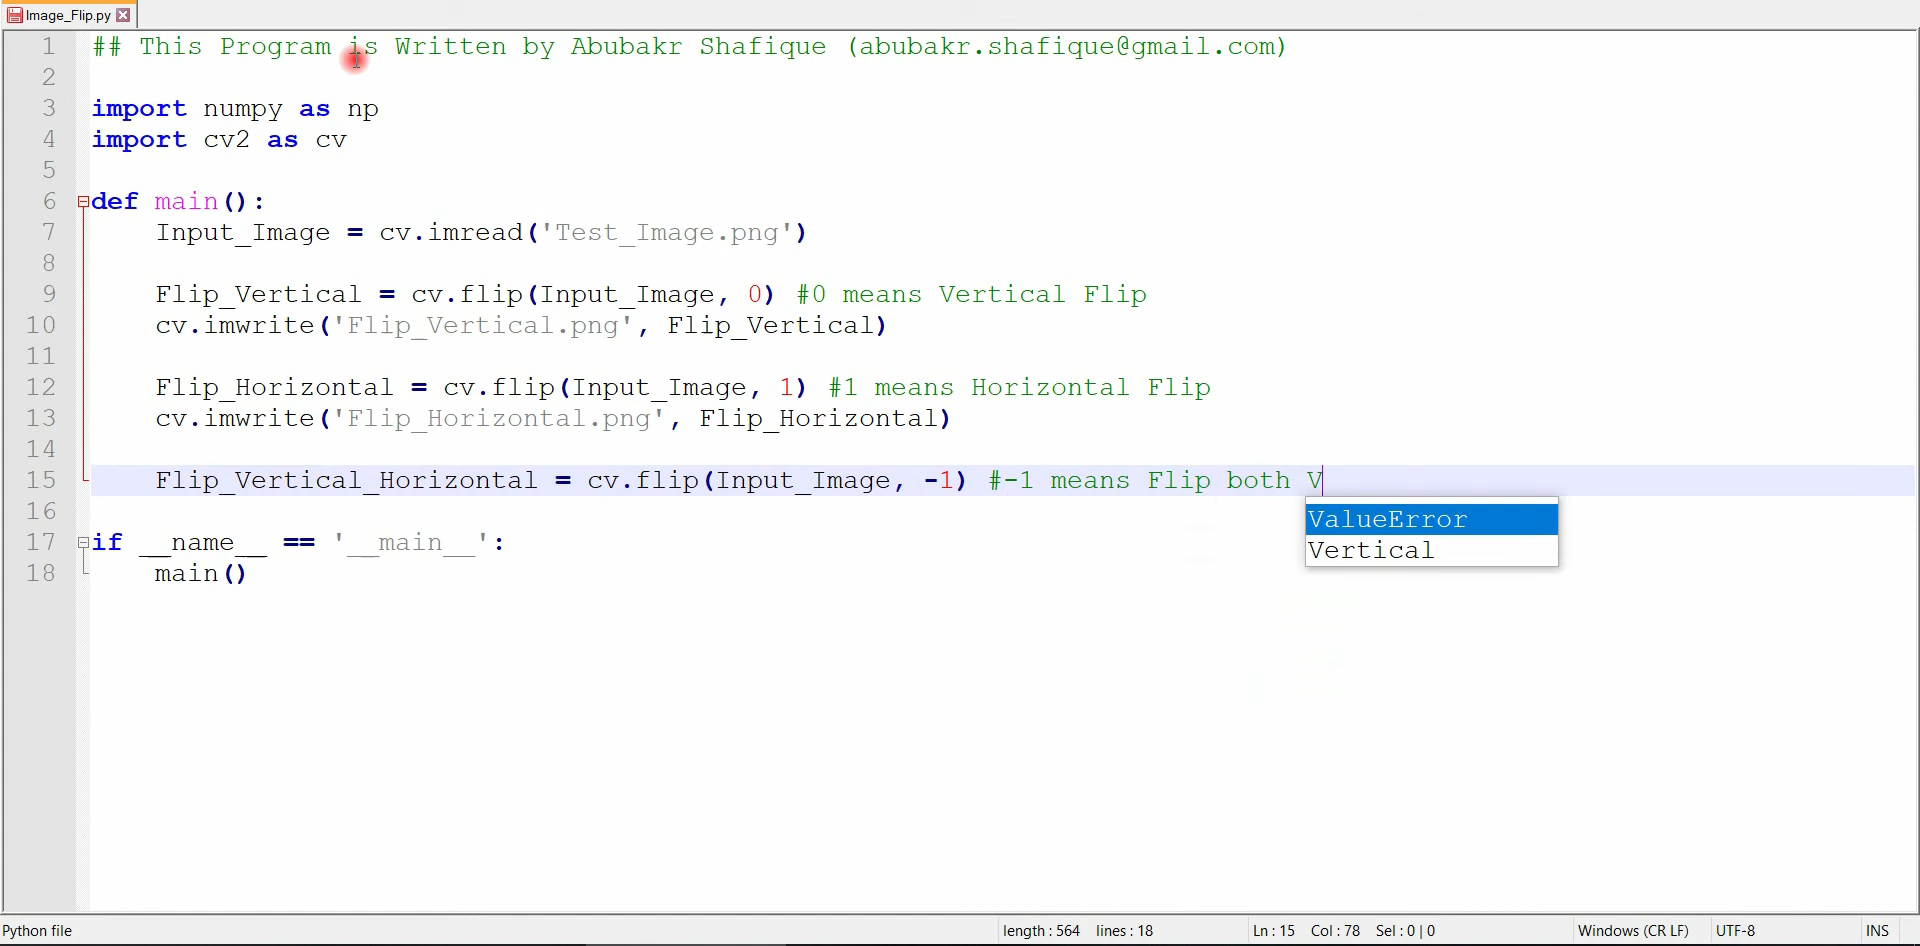 Image_Flip.py
1 ## This Program is Written by Abubakr Shafique (abubakr.shafique@gmail.com)
2
3 import numpy as np
4 import cv2 as cv
5
6 def main():
7 Input_Image = cv.imread('Test_Image.png')
8
9 Flip_Vertical = cv.flip(Input_Image, 0) #0 means Vertical Flip
10 cv.imwrite('Flip_Vertical.png', Flip_Vertical)
11
12 Flip_Horizontal = cv.flip(Input_Image, 1) #1 means Horizontal Flip
13 cv.imwrite('Flip_Horizontal.png', Flip_Horizontal)
14
15 Flip_Vertical_Horizontal = cv.flip(Input_Image, -1) #-1 means Flip both V
ValueError
Vertical
16
17 if __name__ == '__main__':
18 main()
Python file length : 564 lines : 18 Ln : 15 Col : 78 Sel : 0 | 0 Windows (CR LF) UTF-8 INS